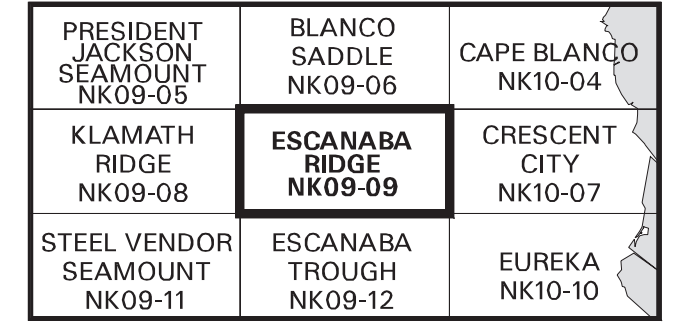 PRESIDENT
JACKSON
SEAMOUNT
NK09-05
BLANCO
SADDLE
NK09-06
CAPE BLANCO
NK10-04
KLAMATH
RIDGE
NK09-08
ESCANABA
RIDGE
NK09-09
CRESCENT
CITY
NK10-07
STEEL VENDOR
SEAMOUNT
NK09-11
ESCANABA
TROUGH
NK09-12
EUREKA
NK10-10